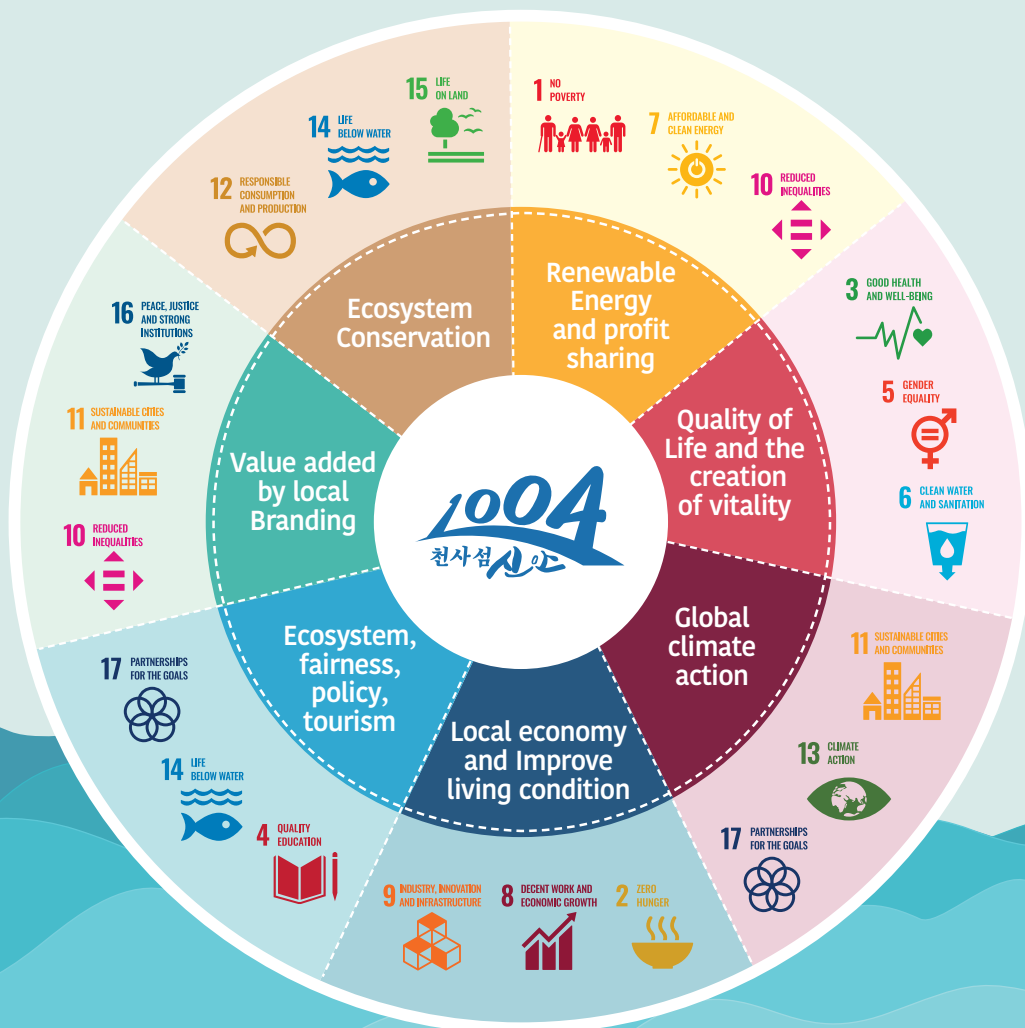 15 LIFE
ON LAND
14 LIFE
BELOW WATER
12 RESPONSIBLE
CONSUMPTION
AND PRODUCTION
Ecosystem
Conservation
1 NO
POVERTY
7 AFFORDABLE AND
CLEAN ENERGY
10 REDUCED
INEQUALITIES
Renewable
Energy
and profit
sharing
3 GOOD HEALTH
AND WELL-BEING
5 GENDER
EQUALITY
6 CLEAN WATER
AND SANITATION
Quality of
Life and the
creation
of vitality
11 SUSTAINABLE CITIES
AND COMMUNITIES
13 CLIMATE
ACTION
17 PARTNERSHIPS
FOR THE GOALS
Global
climate
action
9 INDUSTRY, INNOVATION
AND INFRASTRUCTURE
8 DECENT WORK AND
ECONOMIC GROWTH
2 ZERO
HUNGER
Local economy
and Improve
living condition
17 PARTNERSHIPS
FOR THE GOALS
14 LIFE
BELOW WATER
4 QUALITY
EDUCATION
Ecosystem,
fairness,
policy,
tourism
16 PEACE, JUSTICE
AND STRONG
INSTITUTIONS
11 SUSTAINABLE CITIES
AND COMMUNITIES
10 REDUCED
INEQUALITIES
Value added
by local
Branding
1004
천사섬 신안